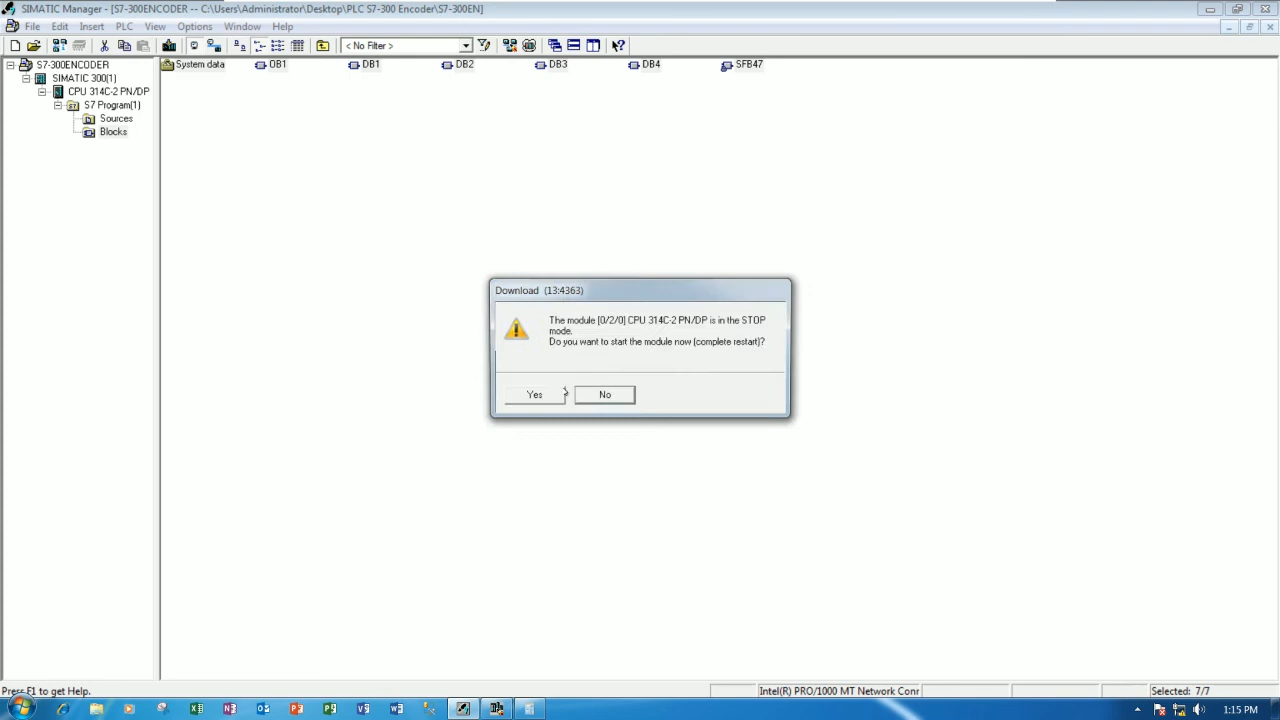 SIMATIC Manager - [S7-300ENCODER -- C:\Users\Administrator\Desktop\PLC S7-300 Encoder\S7-300EN]
File Edit Insert PLC View Options Window Help
< No Filter >
S7-300ENCODER
SIMATIC 300(1)
CPU 314C-2 PN/DP
S7 Program(1)
Sources
Blocks
System data OB1 DB1 DB2 DB3 DB4 SFB47
Download (13:4363)
The module [0/2/0] CPU 314C-2 PN/DP is in the STOP
mode.
Do you want to start the module now (complete restart)?
Yes No
Press F1 to get Help. Intel(R) PRO/1000 MT Network Conr Selected: 7/7
1:15 PM